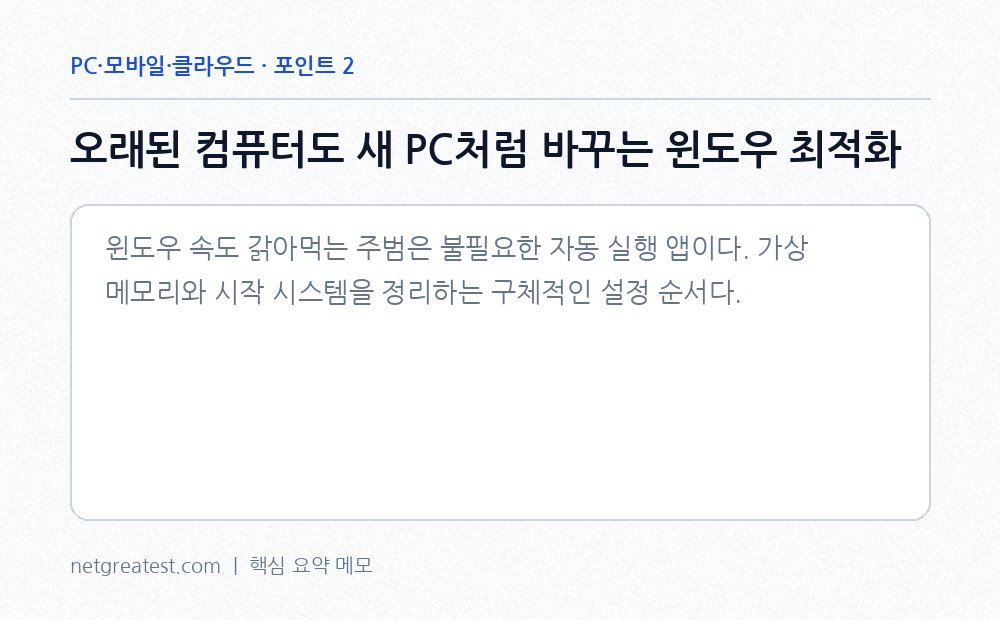 PC·모바일·클라우드 · 포인트 2
오래된 컴퓨터도 새 PC처럼 바꾸는 윈도우 최적화
윈도우 속도 갉아먹는 주범은 불필요한 자동 실행 앱이다. 가상
메모리와 시작 시스템을 정리하는 구체적인 설정 순서다.
netgreatest.com | 핵심 요약 메모